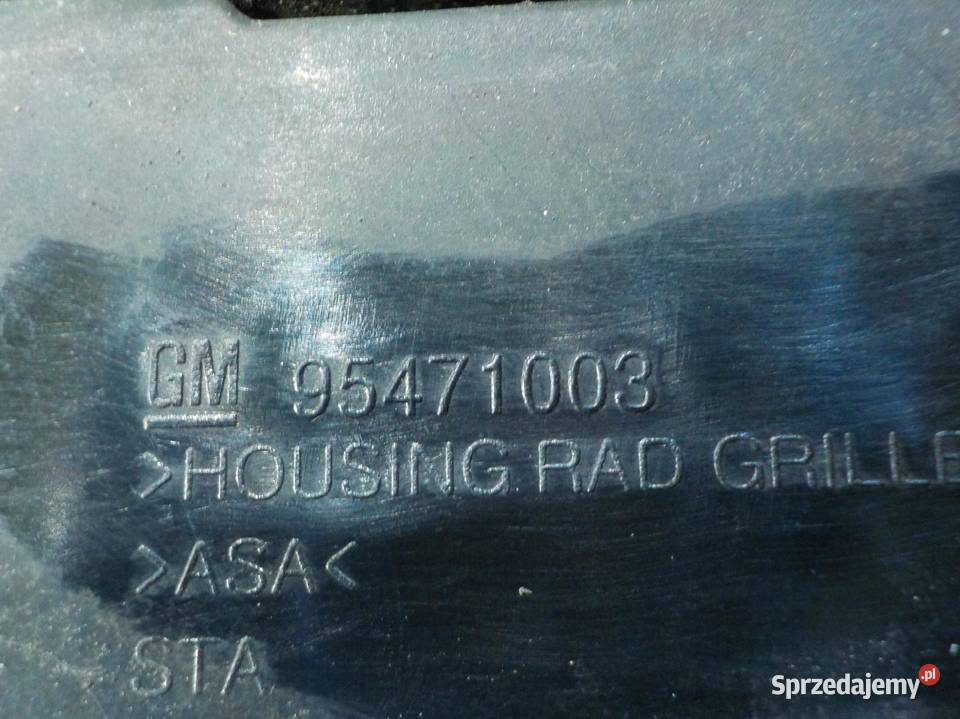 GM 95471003
>HOUSING RAD GRILLE
>ASA<
STA
Sprzedajemy.pl